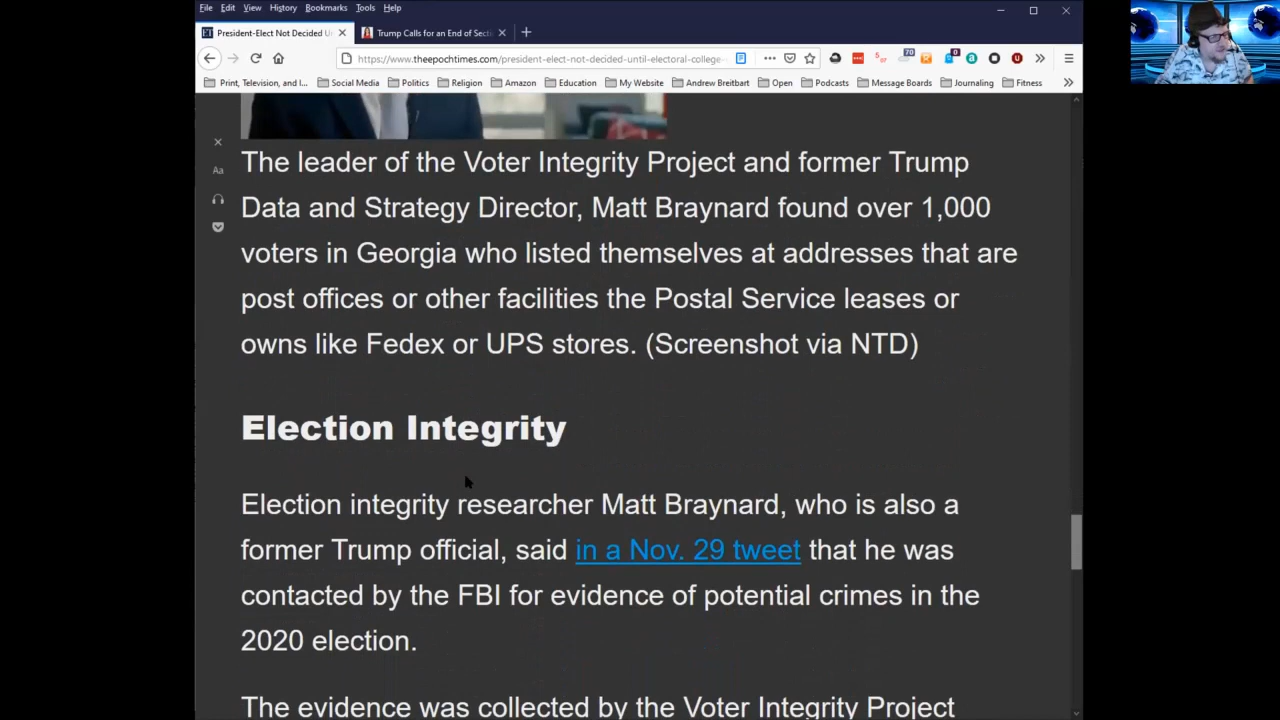 File Edit View History Bookmarks Tools Help
President-Elect Not Decided U
Trump Calls for an End of Secti
https://www.theepochtimes.com/president-elect-not-decided-until-electoral-college-
70
0
Print, Television, and I... Social Media Politics Religion Amazon Education My Website Andrew Breitbart Open Podcasts Message Boards Journaling Fitness
Aa
The leader of the Voter Integrity Project and former Trump
Data and Strategy Director, Matt Braynard found over 1,000
voters in Georgia who listed themselves at addresses that are
post offices or other facilities the Postal Service leases or
owns like Fedex or UPS stores. (Screenshot via NTD)
Election Integrity
Election integrity researcher Matt Braynard, who is also a
former Trump official, said in a Nov. 29 tweet that he was
contacted by the FBI for evidence of potential crimes in the
2020 election.
The evidence was collected by the Voter Integrity Project